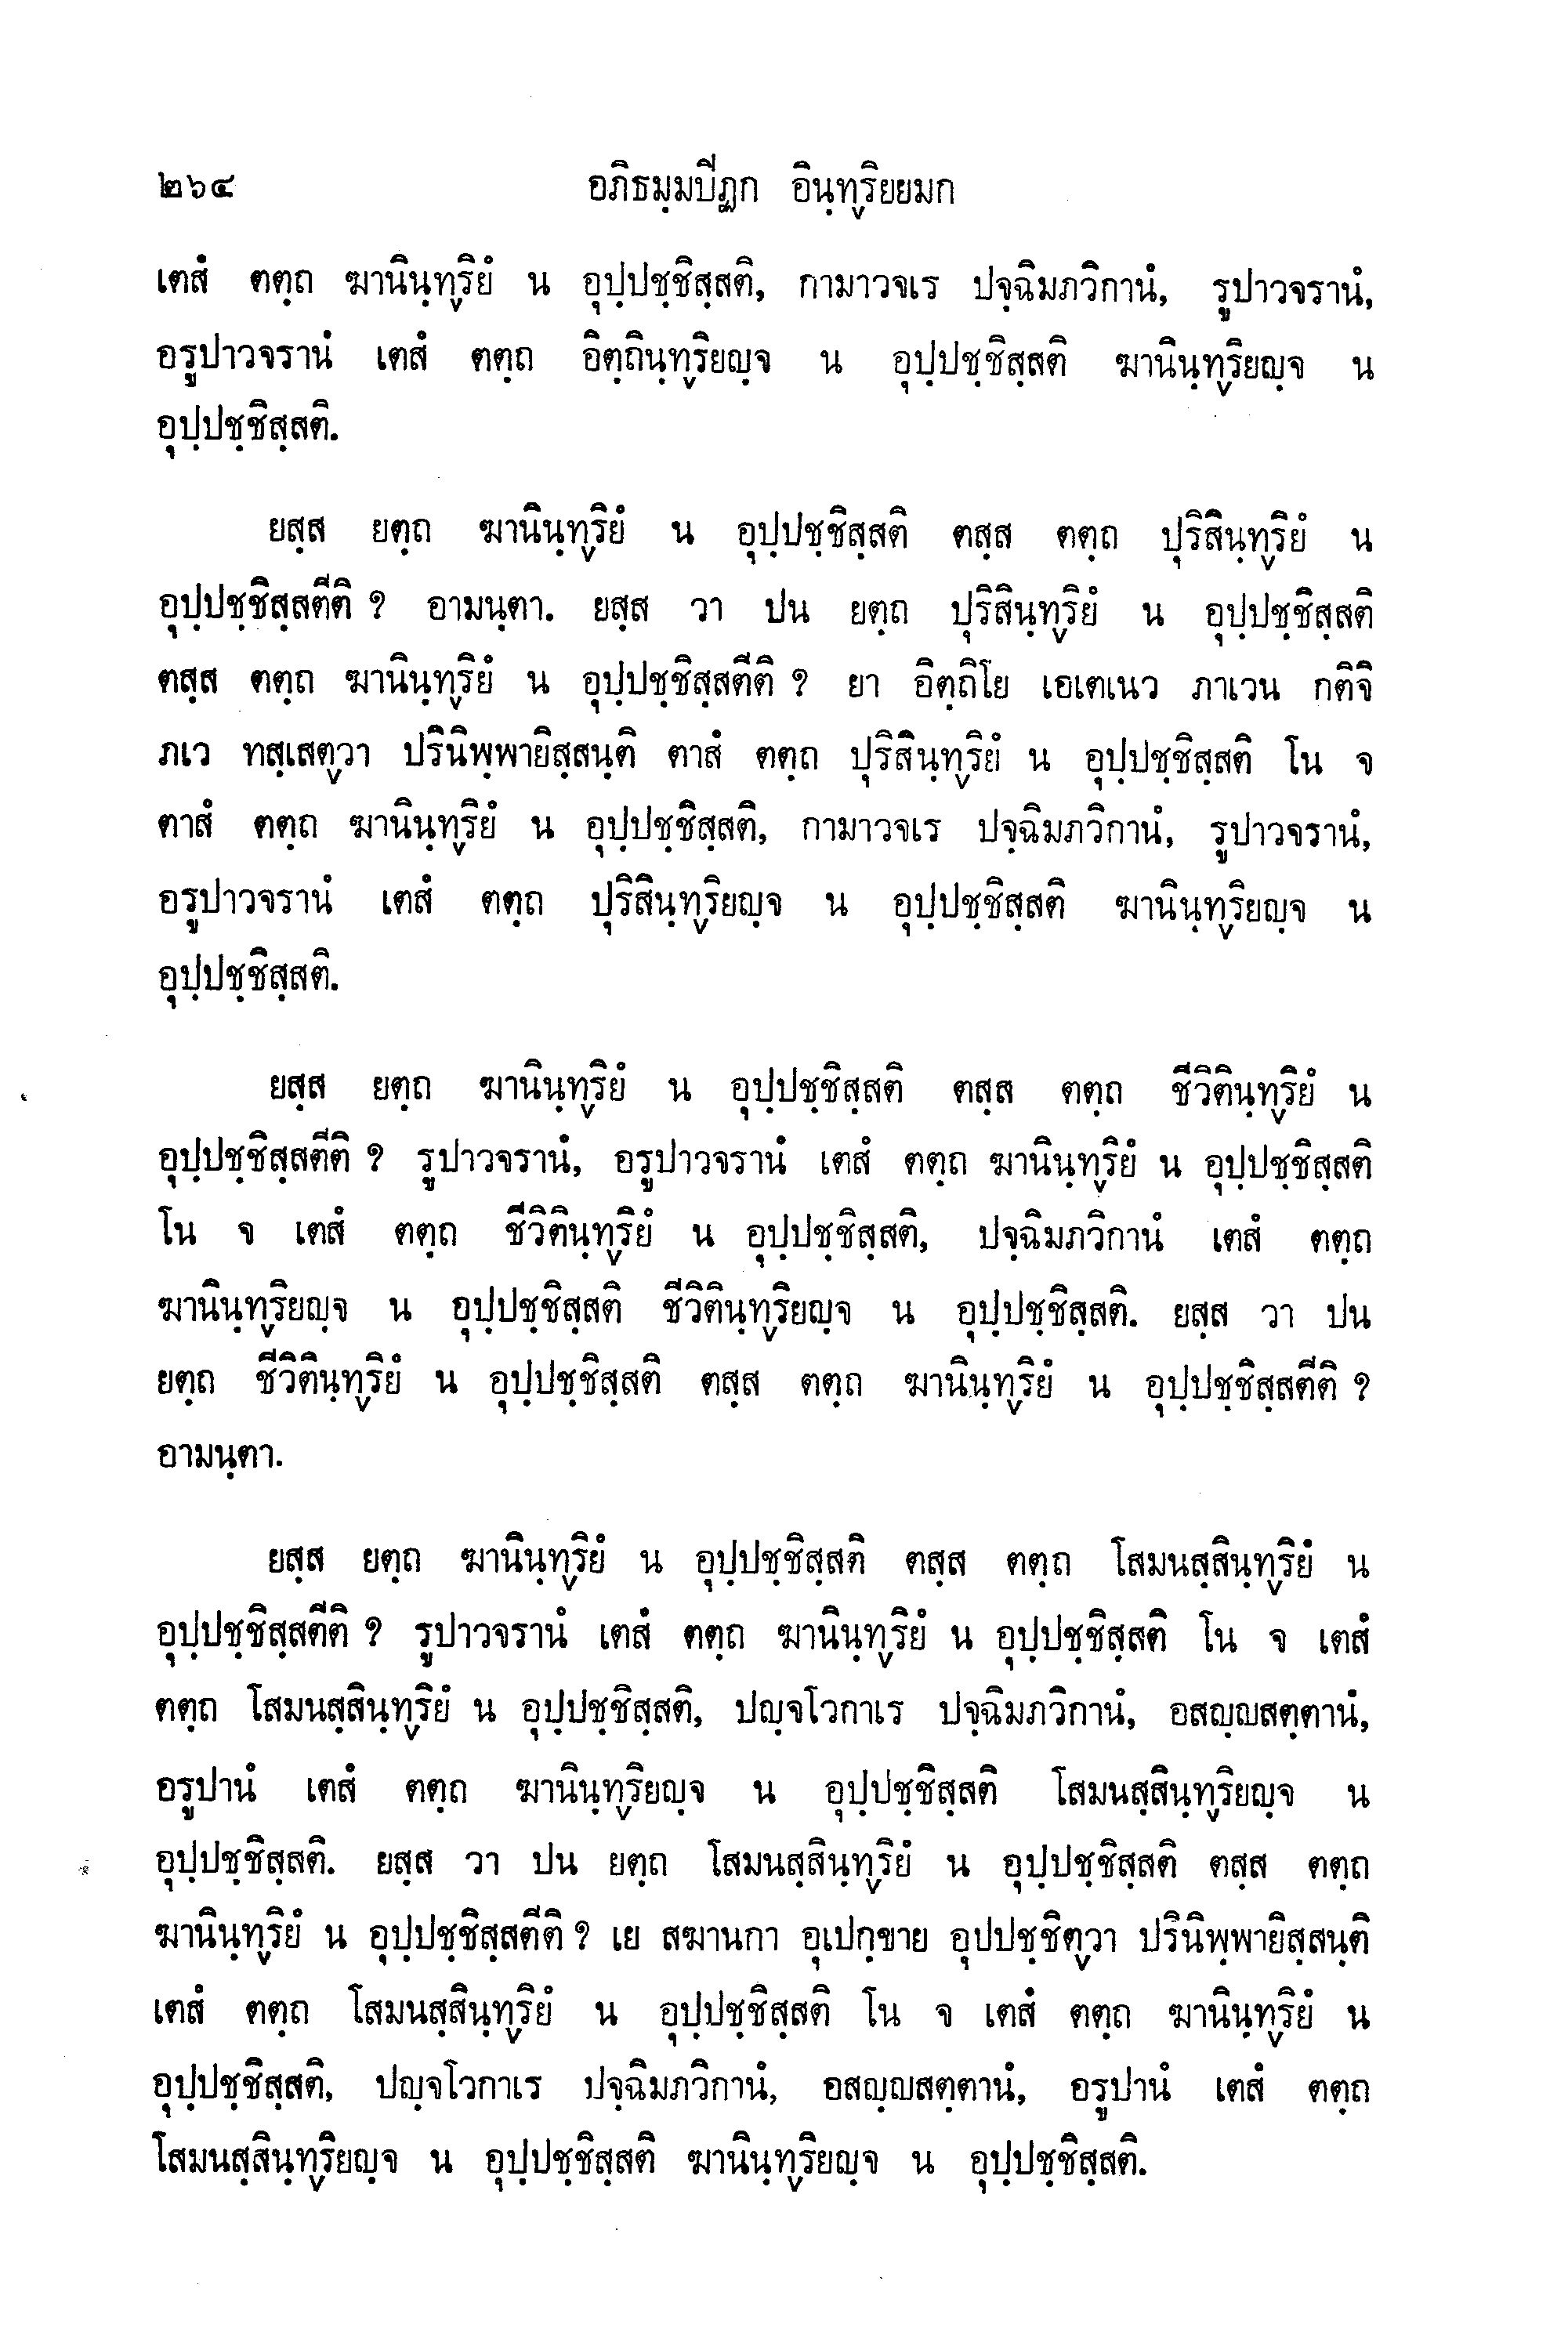 ๒๖๔ อภิธมฺมปีฏก อินฺทฺริยยมก
เตสํ ตตฺถ ฆานินฺทฺริยํ น อุปฺปชฺชิสฺสติ, กามาวจเร ปจฺฉิมภวิกานํ, รูปาวจรานํ,
อรูปาวจรานํ เตสํ ตตฺถ อิตฺถินฺทฺริยญฺจ น อุปฺปชฺชิสฺสติ ฆานินฺทฺริยญฺจ น
อุปฺปชฺชิสฺสติ.
ยสฺส ยตฺถ ฆานินฺทฺริยํ น อุปฺปชฺชิสฺสติ ตสฺส ตตฺถ ปุริสินฺทฺริยํ น
อุปฺปชฺชิสฺสตีติ ? อามนฺตา. ยสฺส วา ปน ยตฺถ ปุริสินฺทฺริยํ น อุปฺปชฺชิสฺสติ
ตสฺส ตตฺถ ฆานินฺทฺริยํ น อุปฺปชฺชิสฺสตีติ ? ยา อิตฺถิโย เอเตเนว ภาเวน กติจิ
ภเว ทสฺเสตฺวา ปรินิพฺพายิสฺสนฺติ ตาสํ ตตฺถ ปุริสินฺทฺริยํ น อุปฺปชฺชิสฺสติ โน จ
ตาสํ ตตฺถ ฆานินฺทฺริยํ น อุปฺปชฺชิสฺสติ, กามาวจเร ปจฺฉิมภวิกานํ, รูปาวจรานํ,
อรูปาวจรานํ เตสํ ตตฺถ ปุริสินฺทฺริยญฺจ น อุปฺปชฺชิสฺสติ ฆานินฺทฺริยญฺจ น
อุปฺปชฺชิสฺสติ.
ยสฺส ยตฺถ ฆานินฺทฺริยํ น อุปฺปชฺชิสฺสติ ตสฺส ตตฺถ ชีวิตินฺทฺริยํ น
อุปฺปชฺชิสฺสตีติ ? รูปาวจรานํ, อรูปาวจรานํ เตสํ ตตฺถ ฆานินฺทฺริยํ น อุปฺปชฺชิสฺสติ
โน จ เตสํ ตตฺถ ชีวิตินฺทฺริยํ น อุปฺปชฺชิสฺสติ, ปจฺฉิมภวิกานํ เตสํ ตตฺถ
ฆานินฺทฺริยญฺจ น อุปฺปชฺชิสฺสติ ชีวิตินฺทฺริยญฺจ น อุปฺปชฺชิสฺสติ. ยสฺส วา ปน
ยตฺถ ชีวิตินฺทฺริยํ น อุปฺปชฺชิสฺสติ ตสฺส ตตฺถ ฆานินฺทฺริยํ น อุปฺปชฺชิสฺสตีติ ?
อามนฺตา.
ยสฺส ยตฺถ ฆานินฺทฺริยํ น อุปฺปชฺชิสฺสติ ตสฺส ตตฺถ โสมนสฺสินฺทฺริยํ น
อุปฺปชฺชิสฺสตีติ ? รูปาวจรานํ เตสํ ตตฺถ ฆานินฺทฺริยํ น อุปฺปชฺชิสฺสติ โน จ เตสํ
ตตฺถ โสมนสฺสินฺทฺริยํ น อุปฺปชฺชิสฺสติ, ปญฺจโวกาเร ปจฺฉิมภวิกานํ, อสญฺญสตฺตานํ,
อรูปานํ เตสํ ตตฺถ ฆานินฺทฺริยญฺจ น อุปฺปชฺชิสฺสติ โสมนสฺสินฺทฺริยญฺจ น
อุปฺปชฺชิสฺสติ. ยสฺส วา ปน ยตฺถ โสมนสฺสินฺทฺริยํ น อุปฺปชฺชิสฺสติ ตสฺส ตตฺถ
ฆานินฺทฺริยํ น อุปฺปชฺชิสฺสตีติ ? เย สฆานกา อุเปกฺขาย อุปปชฺชิตฺวา ปรินิพฺพายิสฺสนฺติ
เตสํ ตตฺถ โสมนสฺสินฺทฺริยํ น อุปฺปชฺชิสฺสติ โน จ เตสํ ตตฺถ ฆานินฺทฺริยํ น
อุปฺปชฺชิสฺสติ, ปญฺจโวกาเร ปจฺฉิมภวิกานํ, อสญฺญสตฺตานํ, อรูปานํ เตสํ ตตฺถ
โสมนสฺสินฺทฺริยญฺจ น อุปฺปชฺชิสฺสติ ฆานินฺทฺริยญฺจ น อุปฺปชฺชิสฺสติ.